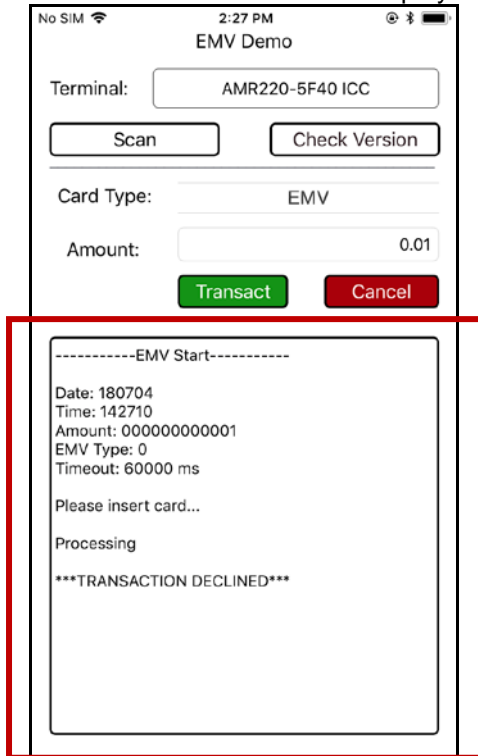 No SIM 2:27 PM
EMV Demo
Terminal: AMR220-5F40 ICC
Scan Check Version
Card Type: EMV
Amount: 0.01
Transact Cancel
-----------EMV Start-----------
Date: 180704
Time: 142710
Amount: 000000000001
EMV Type: 0
Timeout: 60000 ms
Please insert card...
Processing
***TRANSACTION DECLINED***